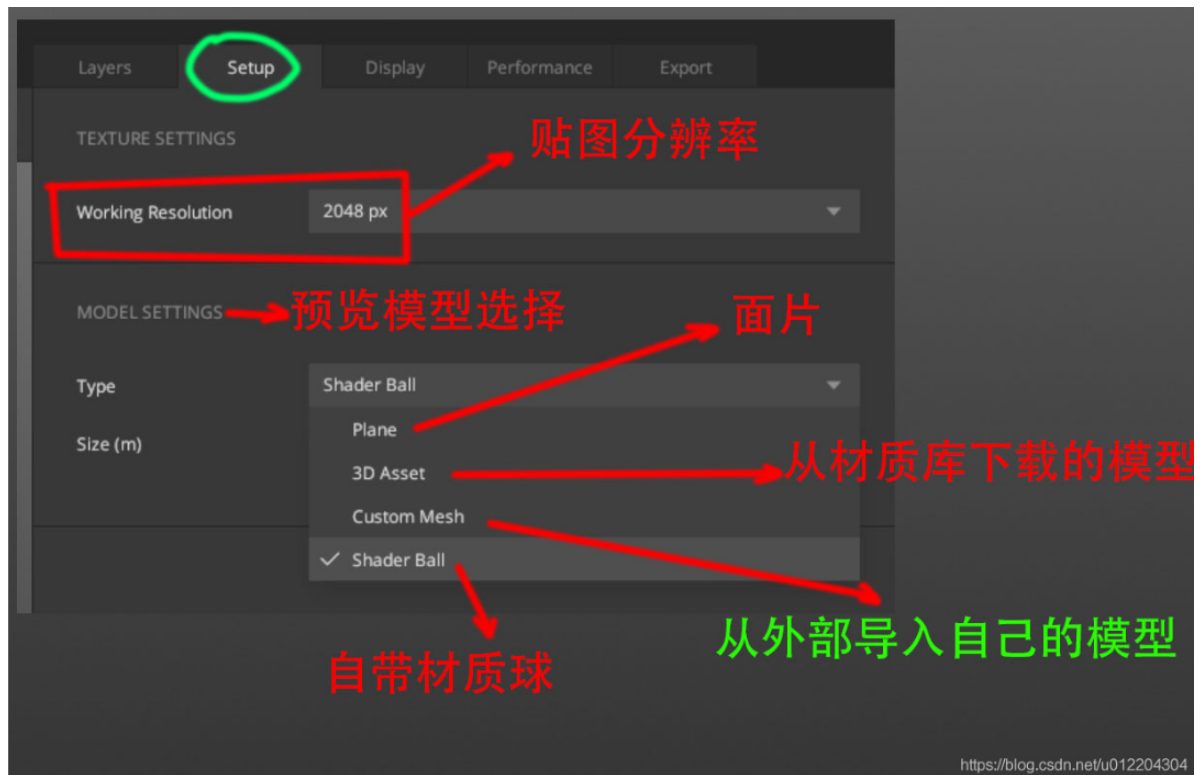 Layers Setup Display Performance Export
TEXTURE SETTINGS
贴图分辨率
Working Resolution 2048 px
MODEL SETTINGS 预览模型选择
面片
Type Shader Ball
Plane
Size (m)
3D Asset
从材质库下载的模型
Custom Mesh
Shader Ball
从外部导入自己的模型
自带材质球
https://blog.csdn.net/u012204304